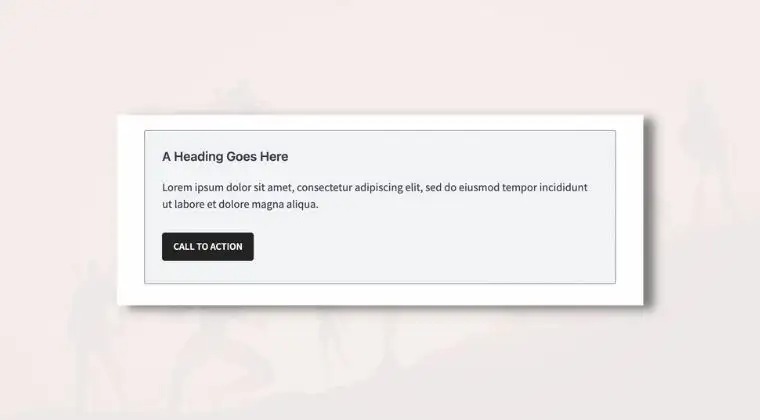 A Heading Goes Here
Lorem ipsum dolor sit amet, consectetur adipiscing elit, sed do eiusmod tempor incididunt
ut labore et dolore magna aliqua.
CALL TO ACTION